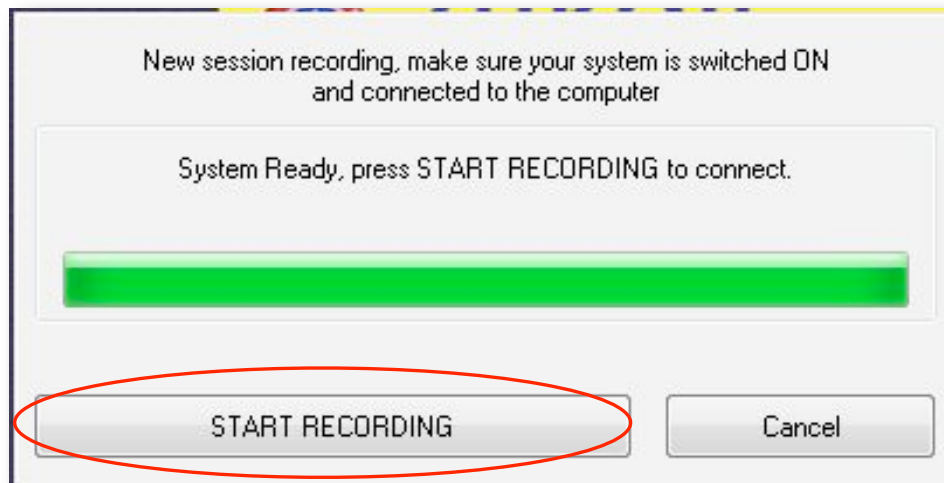 New session recording, make sure your system is switched ON
and connected to the computer
System Ready, press START RECORDING to connect.
START RECORDING
Cancel